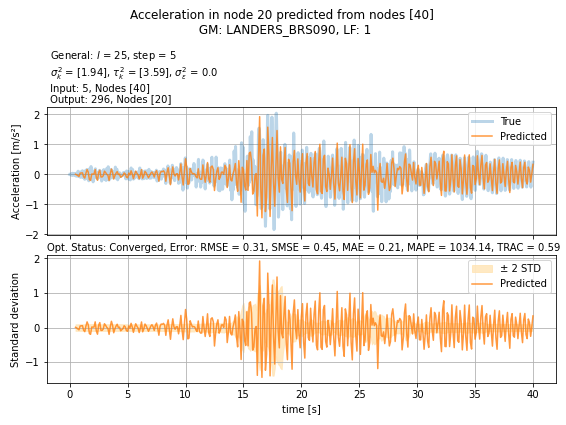 Acceleration in node 20 predicted from nodes [40]
GM: LANDERS_BRS090, LF: 1
General: l = 25, step = 5
σ²ₖ = [1.94], τ²ₖ = [3.59], σ²ε = 0.0
Input: 5, Nodes [40]
Output: 296, Nodes [20]
Acceleration [m/s²]
2
1
0
−1
−2
True
Predicted
Opt. Status: Converged, Error: RMSE = 0.31, SMSE = 0.45, MAE = 0.21, MAPE = 1034.14, TRAC = 0.59
Standard deviation
2
1
0
−1
± 2 STD
Predicted
0 5 10 15 20 25 30 35 40
time [s]